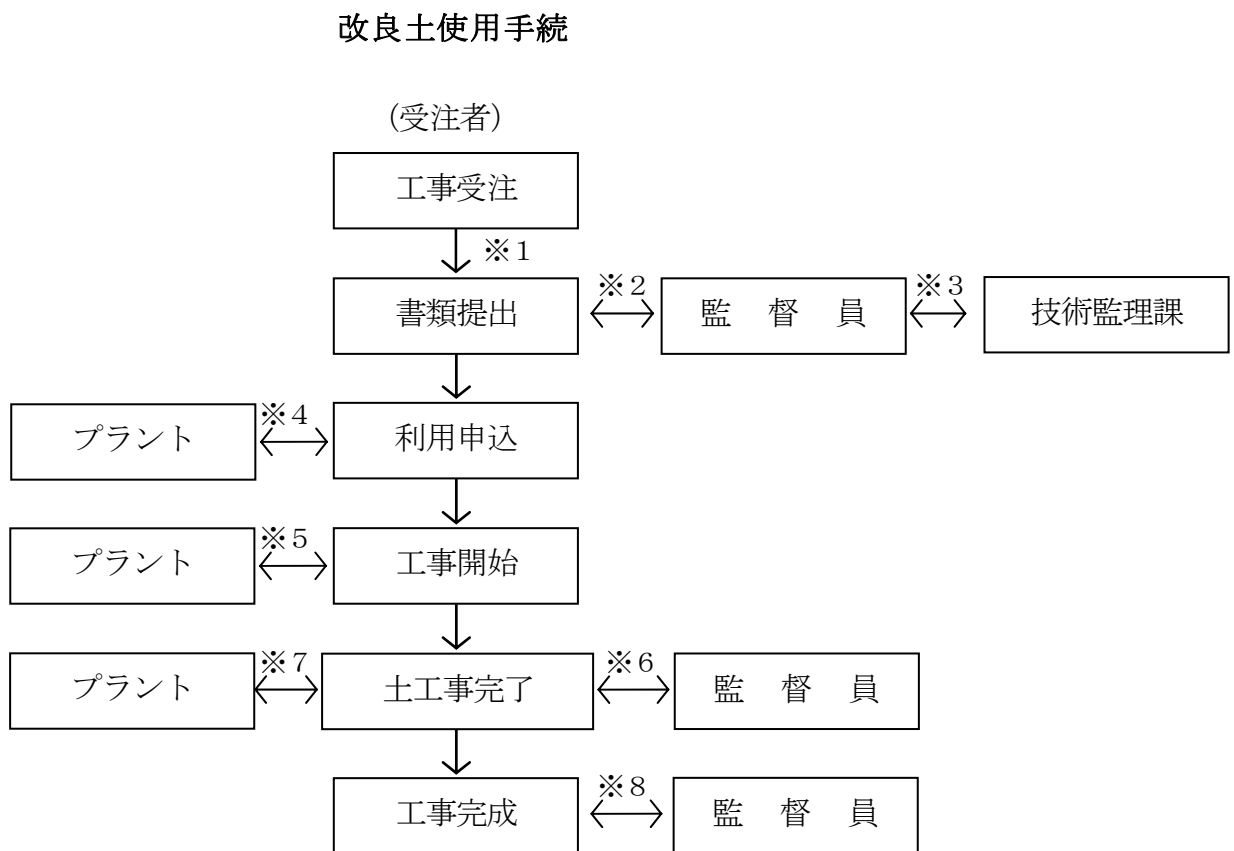 改良土使用手続
(受注者)
工事受注
※1
書類提出 ※2 監 督 員 ※3 技術監理課
プラント ※4 利用申込
プラント ※5 工事開始
プラント ※7 土工事完了 ※6 監 督 員
工事完成 ※8 監 督 員